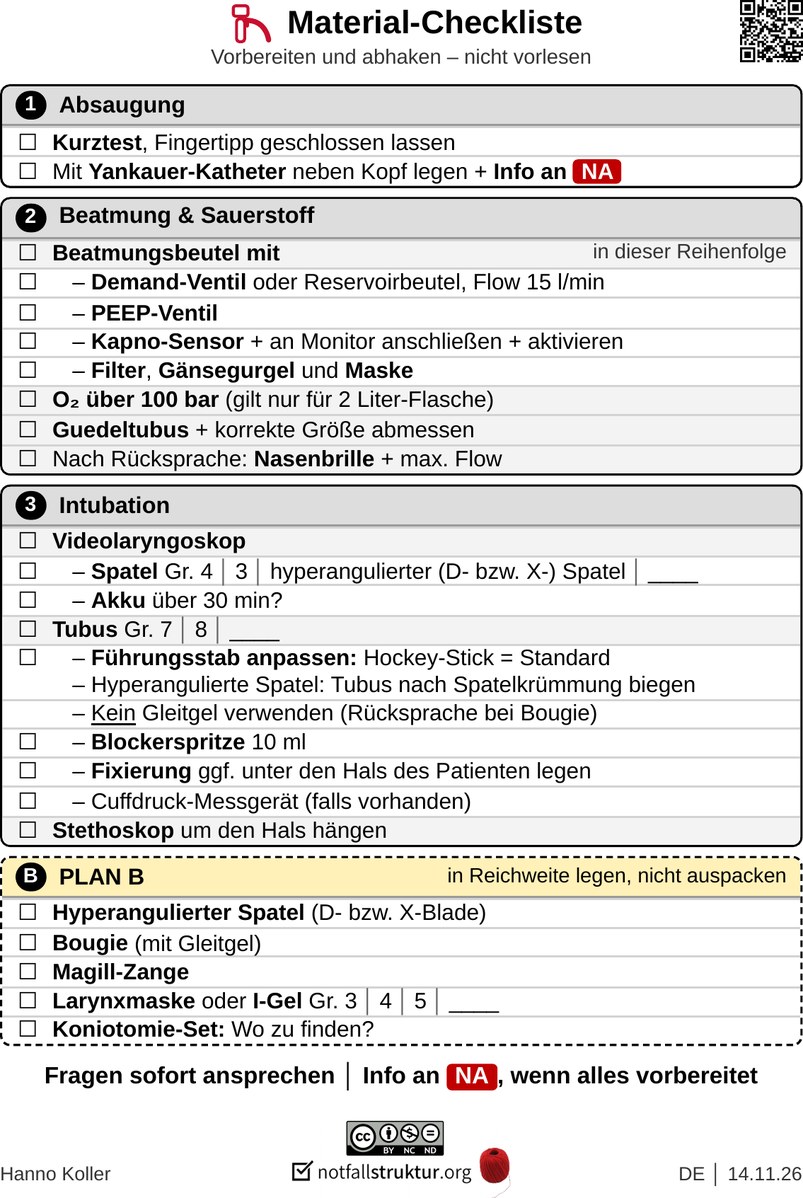 Material-Checkliste
Vorbereiten und abhaken – nicht vorlesen
1 Absaugung
☐ Kurztest, Fingertipp geschlossen lassen
☐ Mit Yankauer-Katheter neben Kopf legen + Info an NA
2 Beatmung & Sauerstoff
☐ Beatmungsbeutel mit in dieser Reihenfolge
☐ – Demand-Ventil oder Reservoirbeutel, Flow 15 l/min
☐ – PEEP-Ventil
☐ – Kapno-Sensor + an Monitor anschließen + aktivieren
☐ – Filter, Gänsegurgel und Maske
☐ O₂ über 100 bar (gilt nur für 2 Liter-Flasche)
☐ Guedeltubus + korrekte Größe abmessen
☐ Nach Rücksprache: Nasenbrille + max. Flow
3 Intubation
☐ Videolaryngoskop
☐ – Spatel Gr. 4 │ 3 │ hyperangulierter (D- bzw. X-) Spatel │ ____
☐ – Akku über 30 min?
☐ Tubus Gr. 7 │ 8 │ ____
☐ – Führungsstab anpassen: Hockey-Stick = Standard
– Hyperangulierte Spatel: Tubus nach Spatelkrümmung biegen
– Kein Gleitgel verwenden (Rücksprache bei Bougie)
☐ – Blockerspritze 10 ml
☐ – Fixierung ggf. unter den Hals des Patienten legen
☐ – Cuffdruck-Messgerät (falls vorhanden)
☐ Stethoskop um den Hals hängen
B PLAN B in Reichweite legen, nicht auspacken
☐ Hyperangulierter Spatel (D- bzw. X-Blade)
☐ Bougie (mit Gleitgel)
☐ Magill-Zange
☐ Larynxmaske oder I-Gel Gr. 3 │ 4 │ 5 │ ____
☐ Koniotomie-Set: Wo zu finden?
Fragen sofort ansprechen │ Info an NA, wenn alles vorbereitet
cc BY NC ND
Hanno Koller notfallstruktur.org DE │ 14.11.26